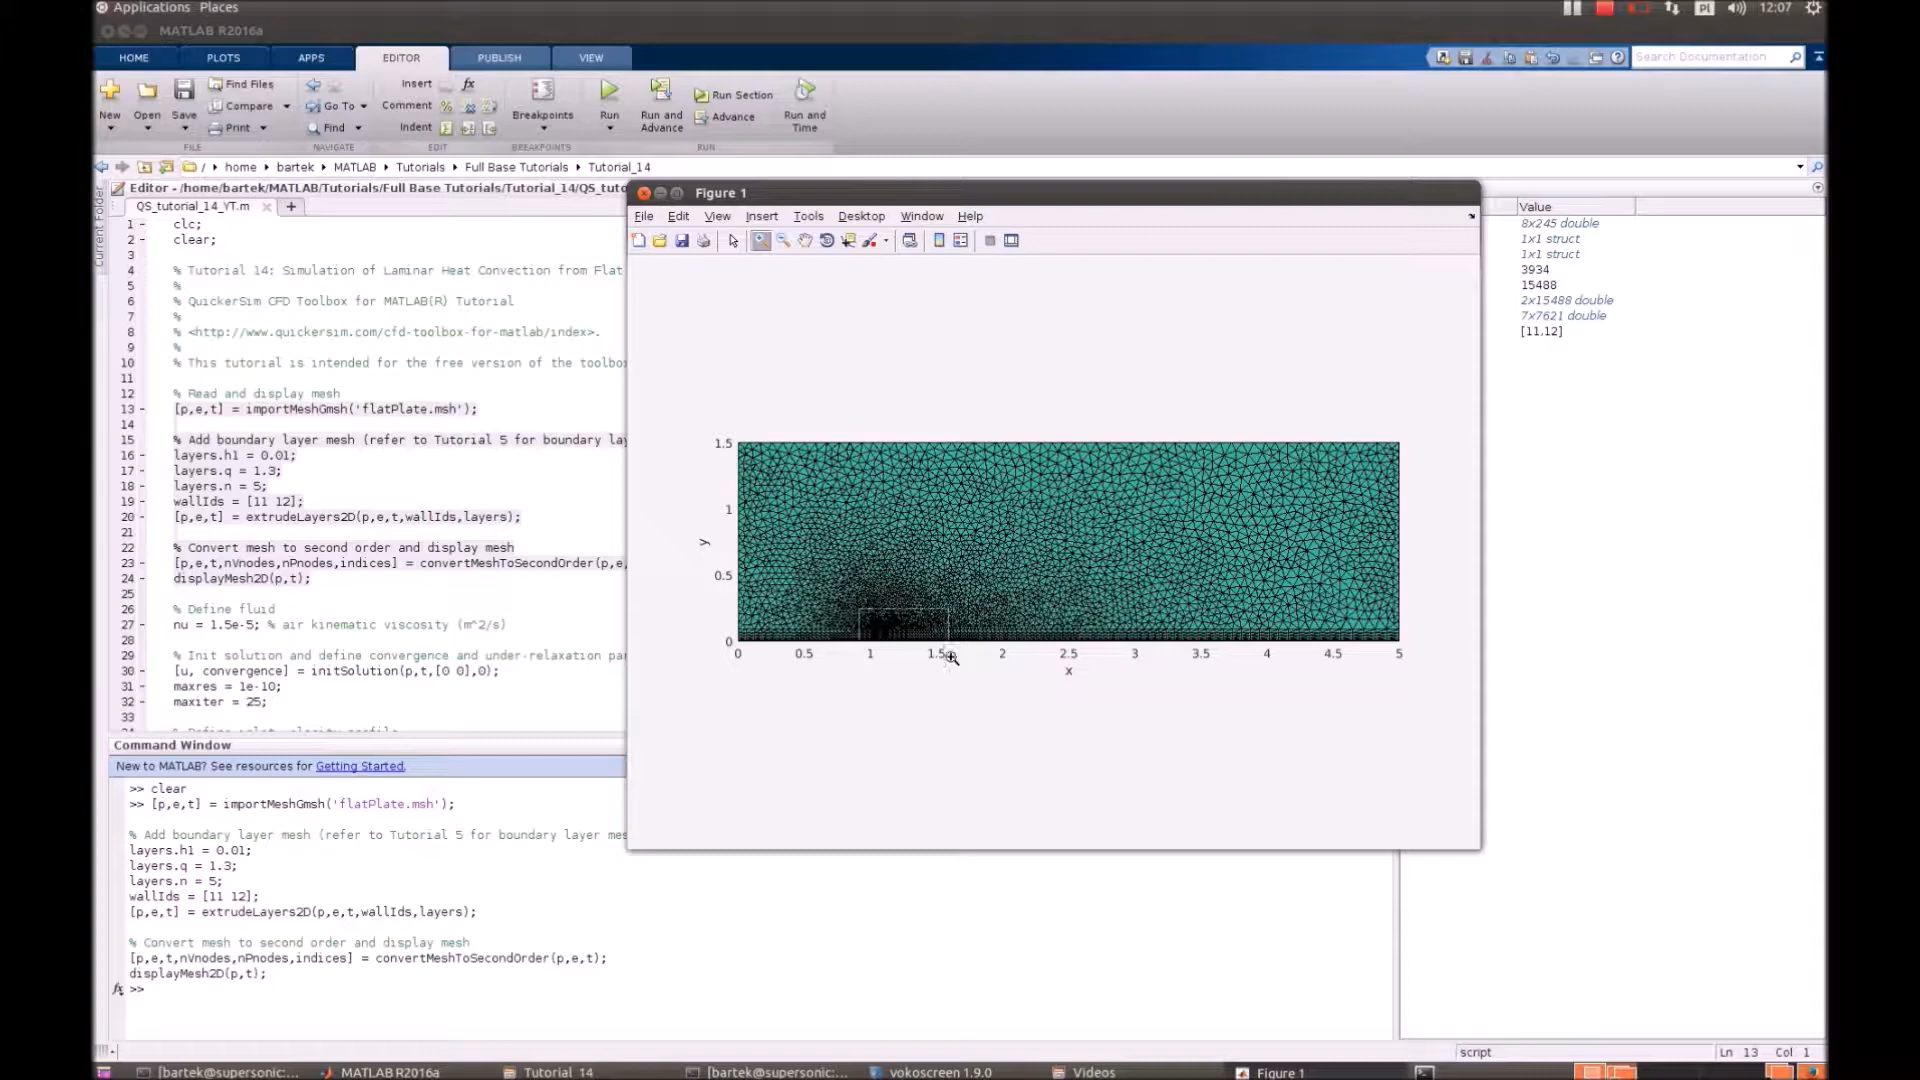 Applications Places
PI 12:07
MATLAB R2016a
HOME PLOTS APPS EDITOR PUBLISH VIEW
Search Documentation
New Open Save
Find Files
Compare
Print
Go To
Find
Insert fx
Comment
Indent
Breakpoints
Run
Run and Advance
Run Section
Advance
Run and Time
FILE NAVIGATE EDIT BREAKPOINTS RUN
/ home bartek MATLAB Tutorials Full Base Tutorials Tutorial_14
Current Folder
Editor - /home/bartek/MATLAB/Tutorials/Full Base Tutorials/Tutorial_14/QS_tuto
QS_tutorial_14_YT.m
1 clc;
2 clear;
3
4 % Tutorial 14: Simulation of Laminar Heat Convection from Flat
5 %
6 % QuickerSim CFD Toolbox for MATLAB(R) Tutorial
7 %
8 % <http://www.quickersim.com/cfd-toolbox-for-matlab/index>.
9 %
10 % This tutorial is intended for the free version of the toolbox
11
12 % Read and display mesh
13 [p,e,t] = importMeshGmsh('flatPlate.msh');
14
15 % Add boundary layer mesh (refer to Tutorial 5 for boundary lay
16 layers.h1 = 0.01;
17 layers.q = 1.3;
18 layers.n = 5;
19 wallIds = [11 12];
20 [p,e,t] = extrudeLayers2D(p,e,t,wallIds,layers);
21
22 % Convert mesh to second order and display mesh
23 [p,e,t,nVnodes,nPnodes,indices] = convertMeshToSecondOrder(p,e,
24 displayMesh2D(p,t);
25
26 % Define fluid
27 nu = 1.5e-5; % air kinematic viscosity (m^2/s)
28
29 % Init solution and define convergence and under-relaxation pa
30 [u, convergence] = initSolution(p,t,[0 0],0);
31 maxres = 1e-10;
32 maxiter = 25;
33
Command Window
New to MATLAB? See resources for Getting Started.
>> clear
>> [p,e,t] = importMeshGmsh('flatPlate.msh');
% Add boundary layer mesh (refer to Tutorial 5 for boundary layer mes
layers.h1 = 0.01;
layers.q = 1.3;
layers.n = 5;
wallIds = [11 12];
[p,e,t] = extrudeLayers2D(p,e,t,wallIds,layers);
% Convert mesh to second order and display mesh
[p,e,t,nVnodes,nPnodes,indices] = convertMeshToSecondOrder(p,e,t);
displayMesh2D(p,t);
fx >>
Figure 1
File Edit View Insert Tools Desktop Window Help
1.5
1
0.5
0
y
0 0.5 1 1.5 2 2.5 3 3.5 4 4.5 5
x
Value
8x245 double
1x1 struct
1x1 struct
3934
15488
2x15488 double
7x7621 double
[11,12]
script Ln 13 Col 1
[bartek@supersonic:... MATLAB R2016a Tutorial_14 [bartek@supersonic:... vokoscreen 1.9.0 Videos Figure 1